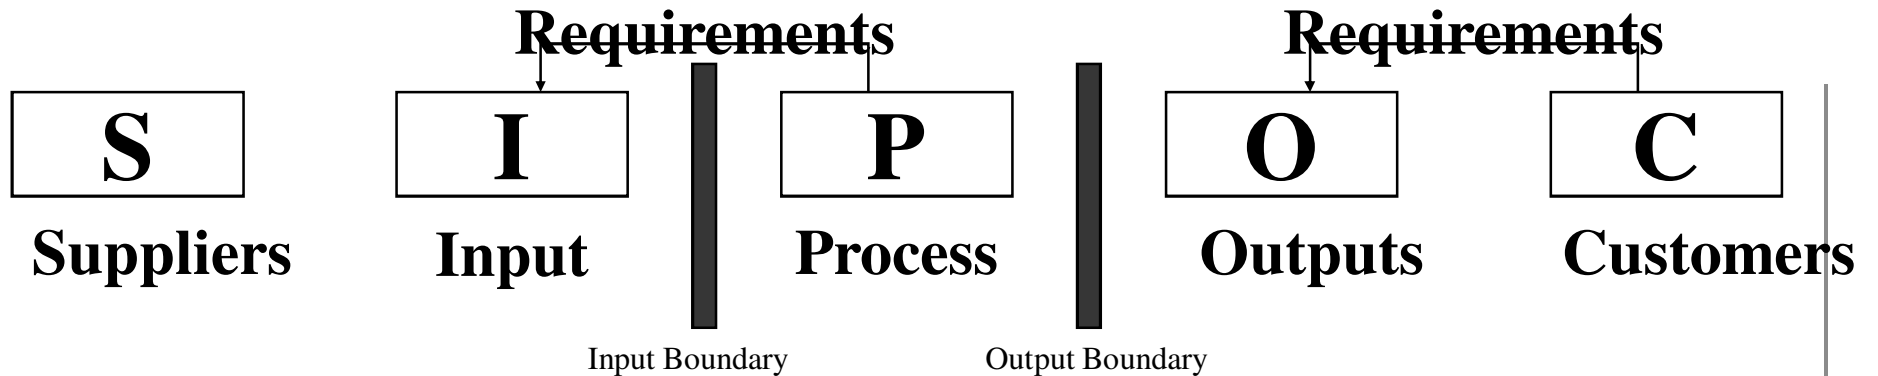 Requirements Requirements
S I P O C
Suppliers Input Process Outputs Customers
Input Boundary Output Boundary